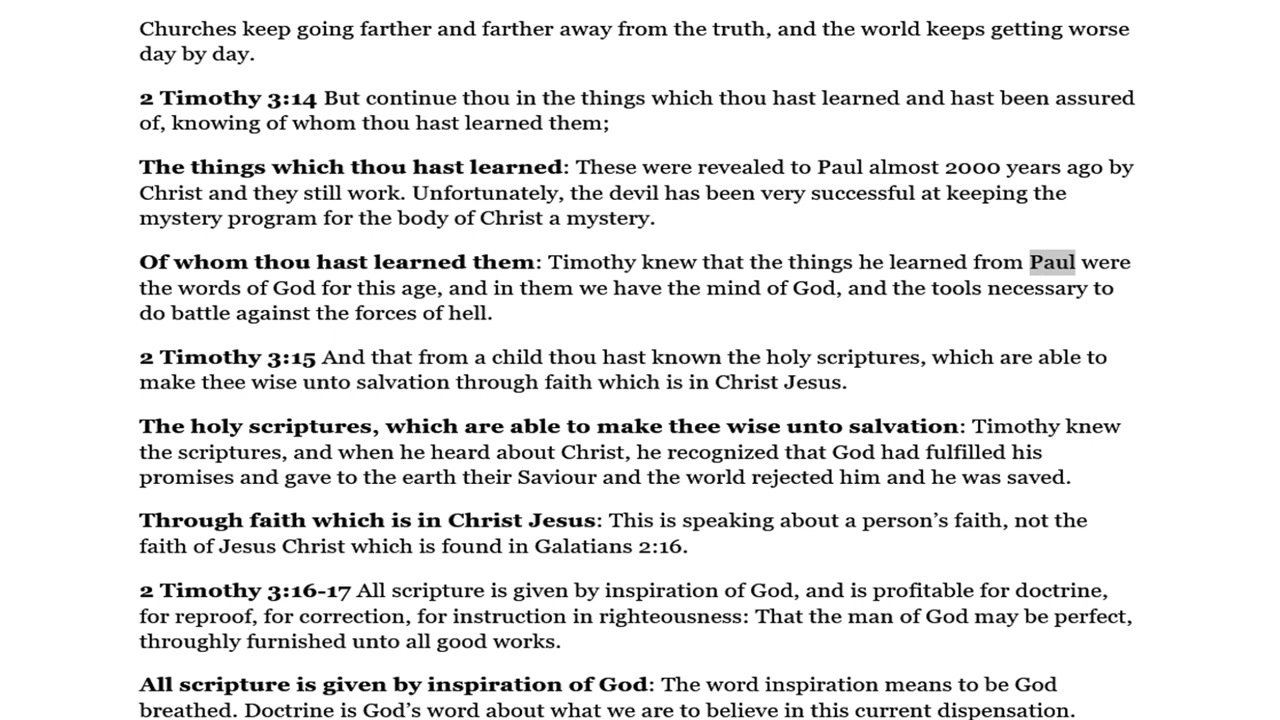 Churches keep going farther and farther away from the truth, and the world keeps getting worse
day by day.
2 Timothy 3:14 But continue thou in the things which thou hast learned and hast been assured
of, knowing of whom thou hast learned them;
The things which thou hast learned: These were revealed to Paul almost 2000 years ago by
Christ and they still work. Unfortunately, the devil has been very successful at keeping the
mystery program for the body of Christ a mystery.
Of whom thou hast learned them: Timothy knew that the things he learned from Paul were
the words of God for this age, and in them we have the mind of God, and the tools necessary to
do battle against the forces of hell.
2 Timothy 3:15 And that from a child thou hast known the holy scriptures, which are able to
make thee wise unto salvation through faith which is in Christ Jesus.
The holy scriptures, which are able to make thee wise unto salvation: Timothy knew
the scriptures, and when he heard about Christ, he recognized that God had fulfilled his
promises and gave to the earth their Saviour and the world rejected him and he was saved.
Through faith which is in Christ Jesus: This is speaking about a person’s faith, not the
faith of Jesus Christ which is found in Galatians 2:16.
2 Timothy 3:16-17 All scripture is given by inspiration of God, and is profitable for doctrine,
for reproof, for correction, for instruction in righteousness: That the man of God may be perfect,
throughly furnished unto all good works.
All scripture is given by inspiration of God: The word inspiration means to be God
breathed. Doctrine is God’s word about what we are to believe in this current dispensation.